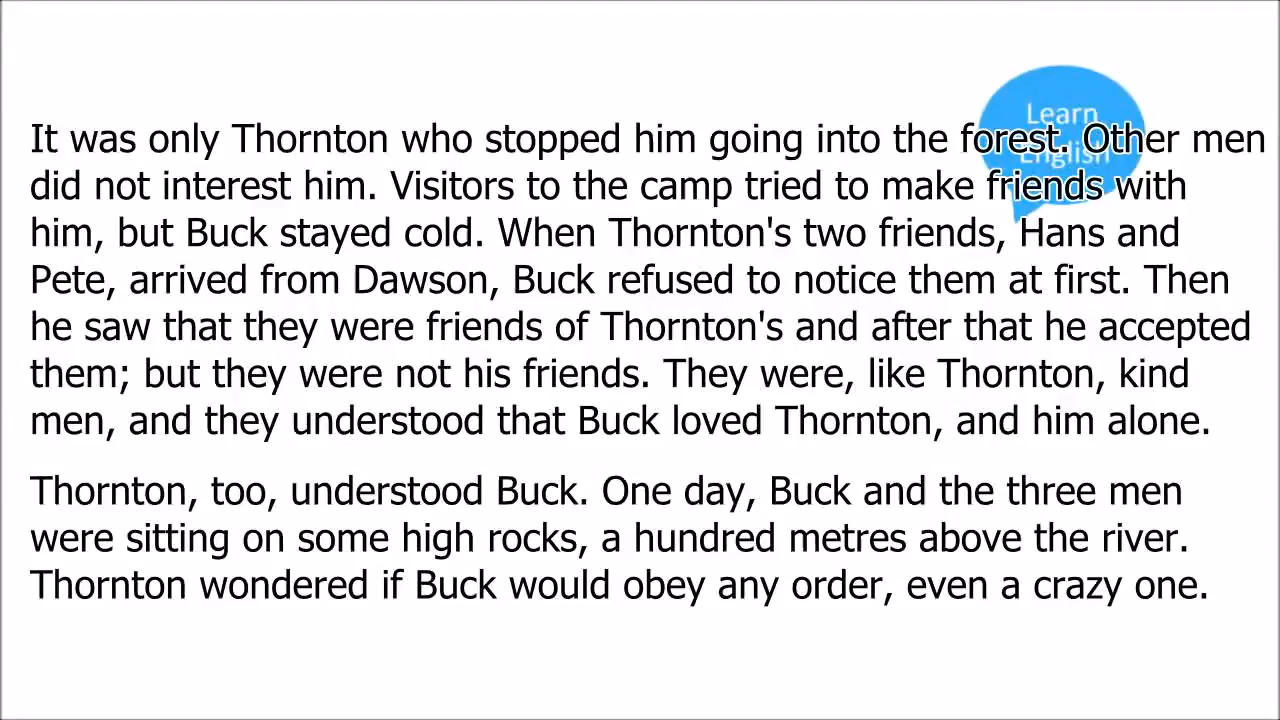 Learn
English
It was only Thornton who stopped him going into the forest. Other men
did not interest him. Visitors to the camp tried to make friends with
him, but Buck stayed cold. When Thornton's two friends, Hans and
Pete, arrived from Dawson, Buck refused to notice them at first. Then
he saw that they were friends of Thornton's and after that he accepted
them; but they were not his friends. They were, like Thornton, kind
men, and they understood that Buck loved Thornton, and him alone.
Thornton, too, understood Buck. One day, Buck and the three men
were sitting on some high rocks, a hundred metres above the river.
Thornton wondered if Buck would obey any order, even a crazy one.